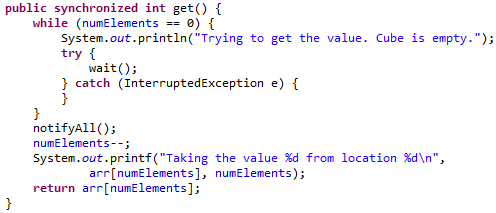 public synchronized int get() {
    while (numElements == 0) {
        System.out.println("Trying to get the value. Cube is empty.");
        try {
            wait();
        } catch (InterruptedException e) {
        }
    }
    notifyAll();
    numElements--;
    System.out.printf("Taking the value %d from location %d\n",
            arr[numElements], numElements);
    return arr[numElements];
}